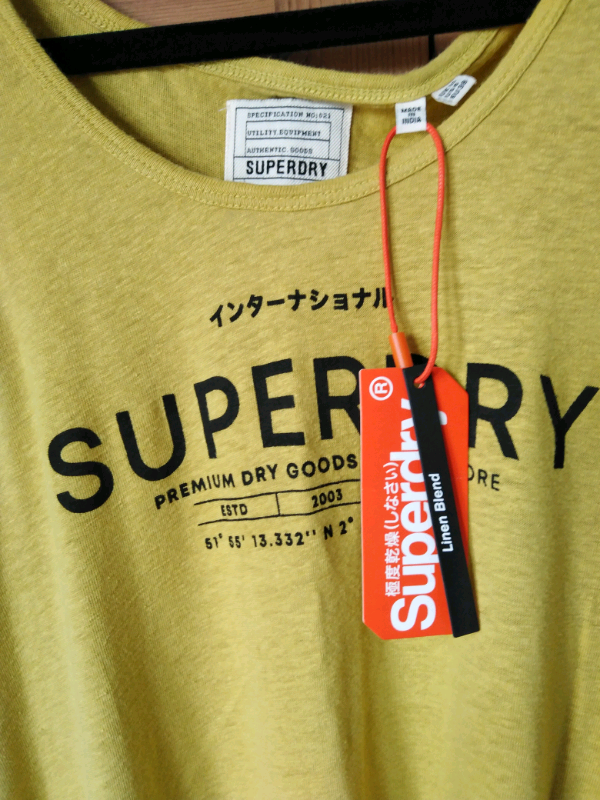 SPECIFICATION NO:021
UTILITY.EQUIPMENT
AUTHENTIC.GOODS
SUPERDRY
MADE
IN
INDIA
インターナショナル
SUPERDRY
PREMIUM DRY GOODS
ORE
ESTD 2003
51° 55' 13.332'' N 2°
®
極度乾燥(しなさい)
Superdry
Linen Blend